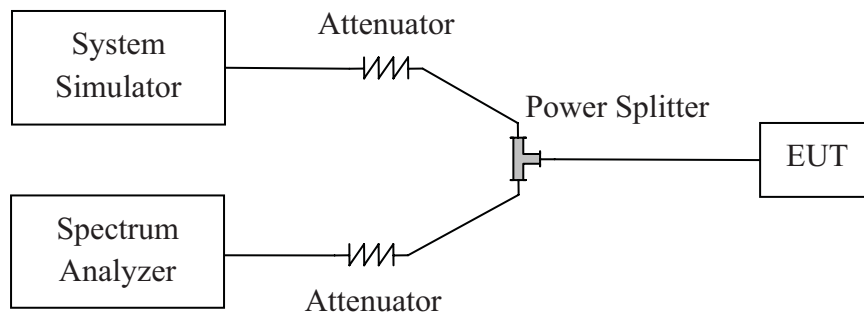 Attenuator
System
Simulator
Power Splitter
EUT
Spectrum
Analyzer
Attenuator